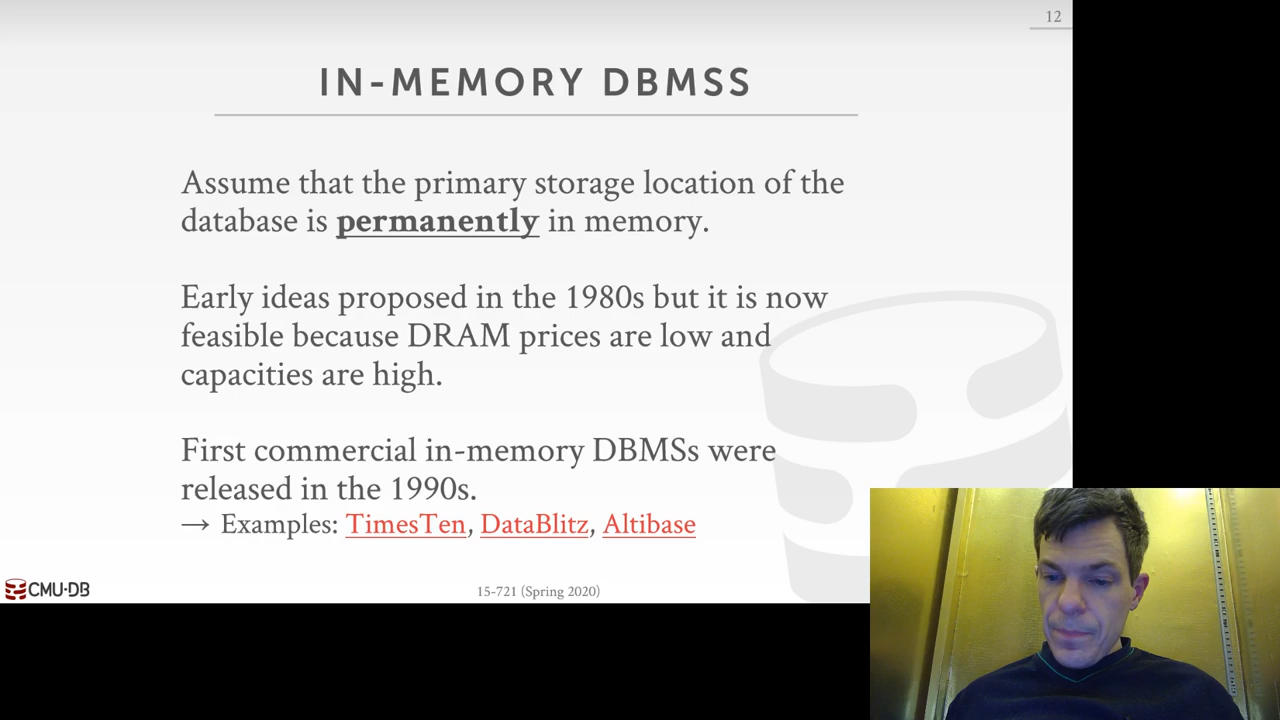 12
IN-MEMORY DBMSS
Assume that the primary storage location of the
database is permanently in memory.
Early ideas proposed in the 1980s but it is now
feasible because DRAM prices are low and
capacities are high.
First commercial in-memory DBMSs were
released in the 1990s.
→ Examples: TimesTen, DataBlitz, Altibase
CMU·DB
15-721 (Spring 2020)